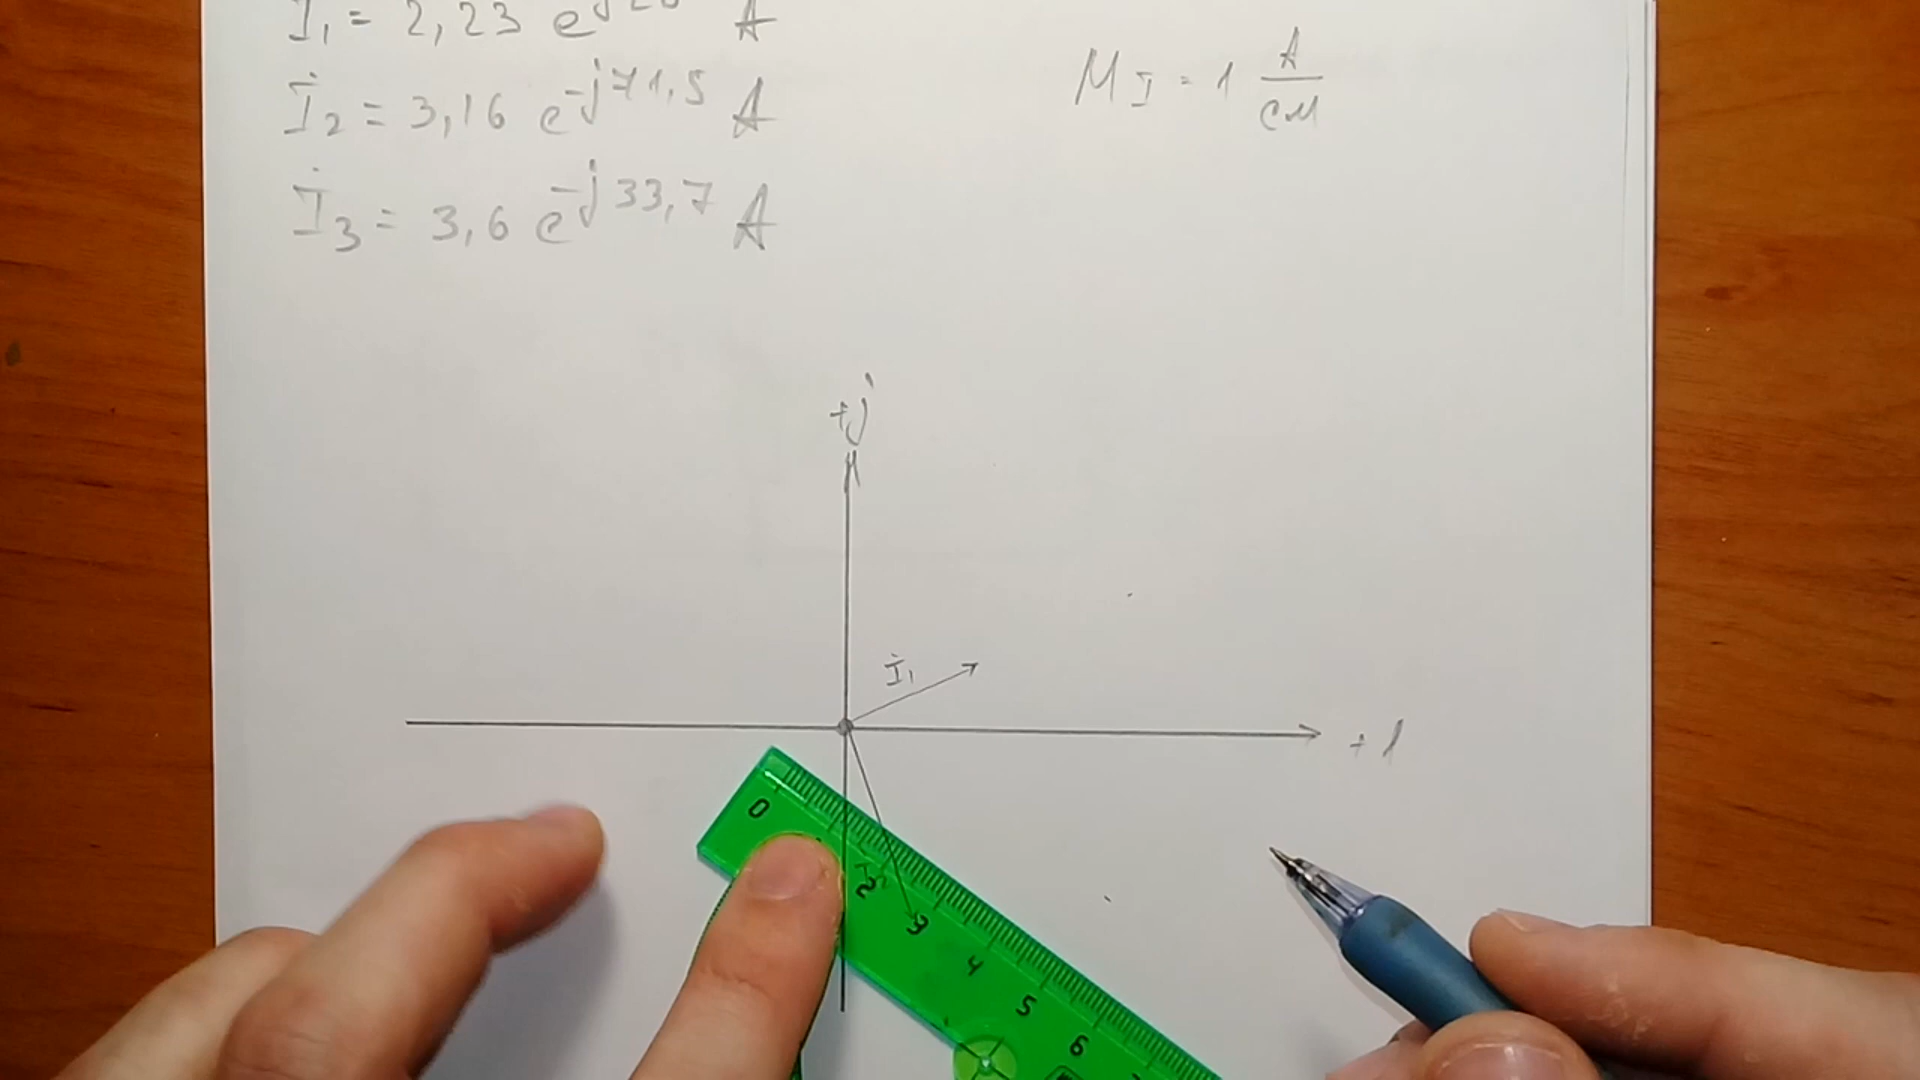 İ₁ = 2,23 e^j26 A
İ₂ = 3,16 e^-j71,5 A
İ₃ = 3,6 e^-j33,7 A
M_I = 1 A/см
+j
İ₁
+1
İ₂
0 2 3 4 5 6